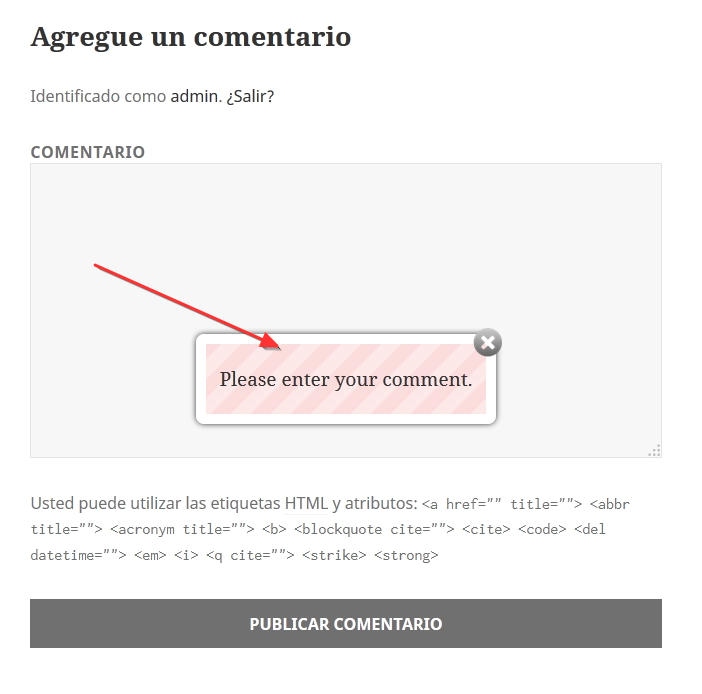 Agregue un comentario
Identificado como admin. ¿Salir?
COMENTARIO
Please enter your comment.
Usted puede utilizar las etiquetas HTML y atributos: <a href="" title=""> <abbr
title=""> <acronym title=""> <b> <blockquote cite=""> <cite> <code> <del
datetime=""> <em> <i> <q cite=""> <strike> <strong>
PUBLICAR COMENTARIO